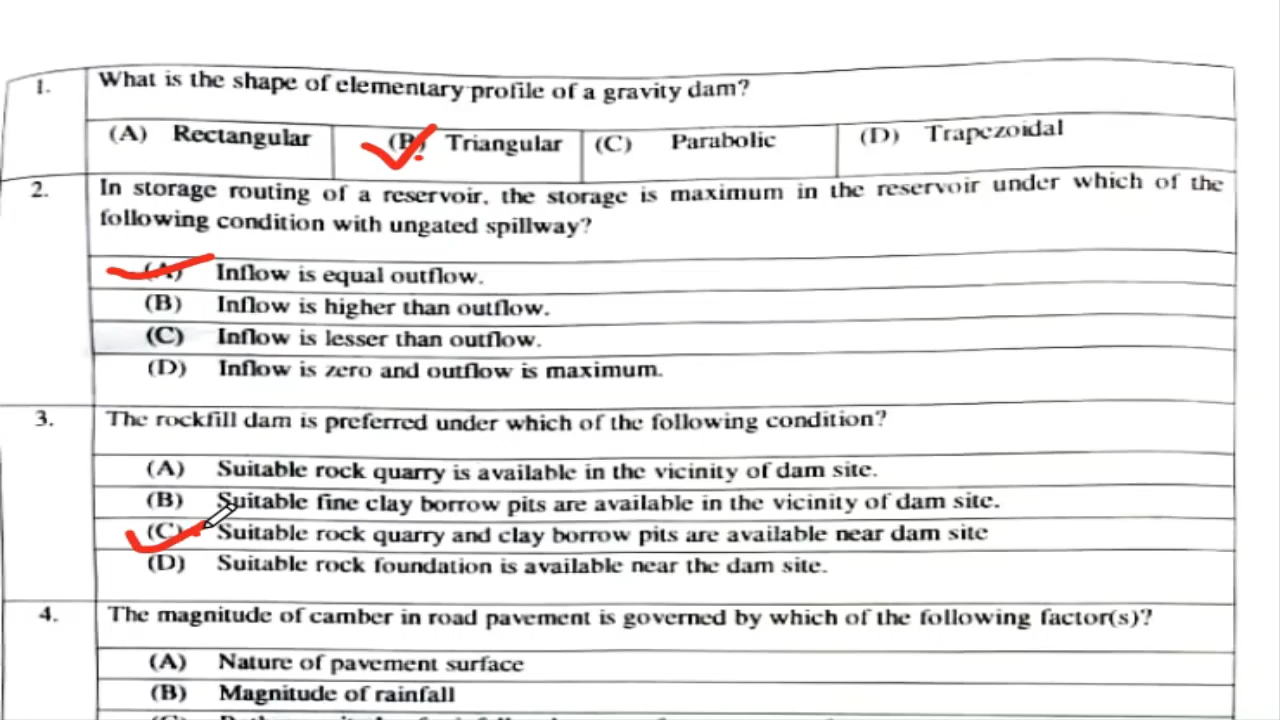 1. What is the shape of elementary profile of a gravity dam?
(A) Rectangular (B) Triangular (C) Parabolic (D) Trapezoidal
2. In storage routing of a reservoir, the storage is maximum in the reservoir under which of the
following condition with ungated spillway?
(A) Inflow is equal outflow.
(B) Inflow is higher than outflow.
(C) Inflow is lesser than outflow.
(D) Inflow is zero and outflow is maximum.
3. The rockfill dam is preferred under which of the following condition?
(A) Suitable rock quarry is available in the vicinity of dam site.
(B) Suitable fine clay borrow pits are available in the vicinity of dam site.
(C) Suitable rock quarry and clay borrow pits are available near dam site
(D) Suitable rock foundation is available near the dam site.
4. The magnitude of camber in road pavement is governed by which of the following factor(s)?
(A) Nature of pavement surface
(B) Magnitude of rainfall